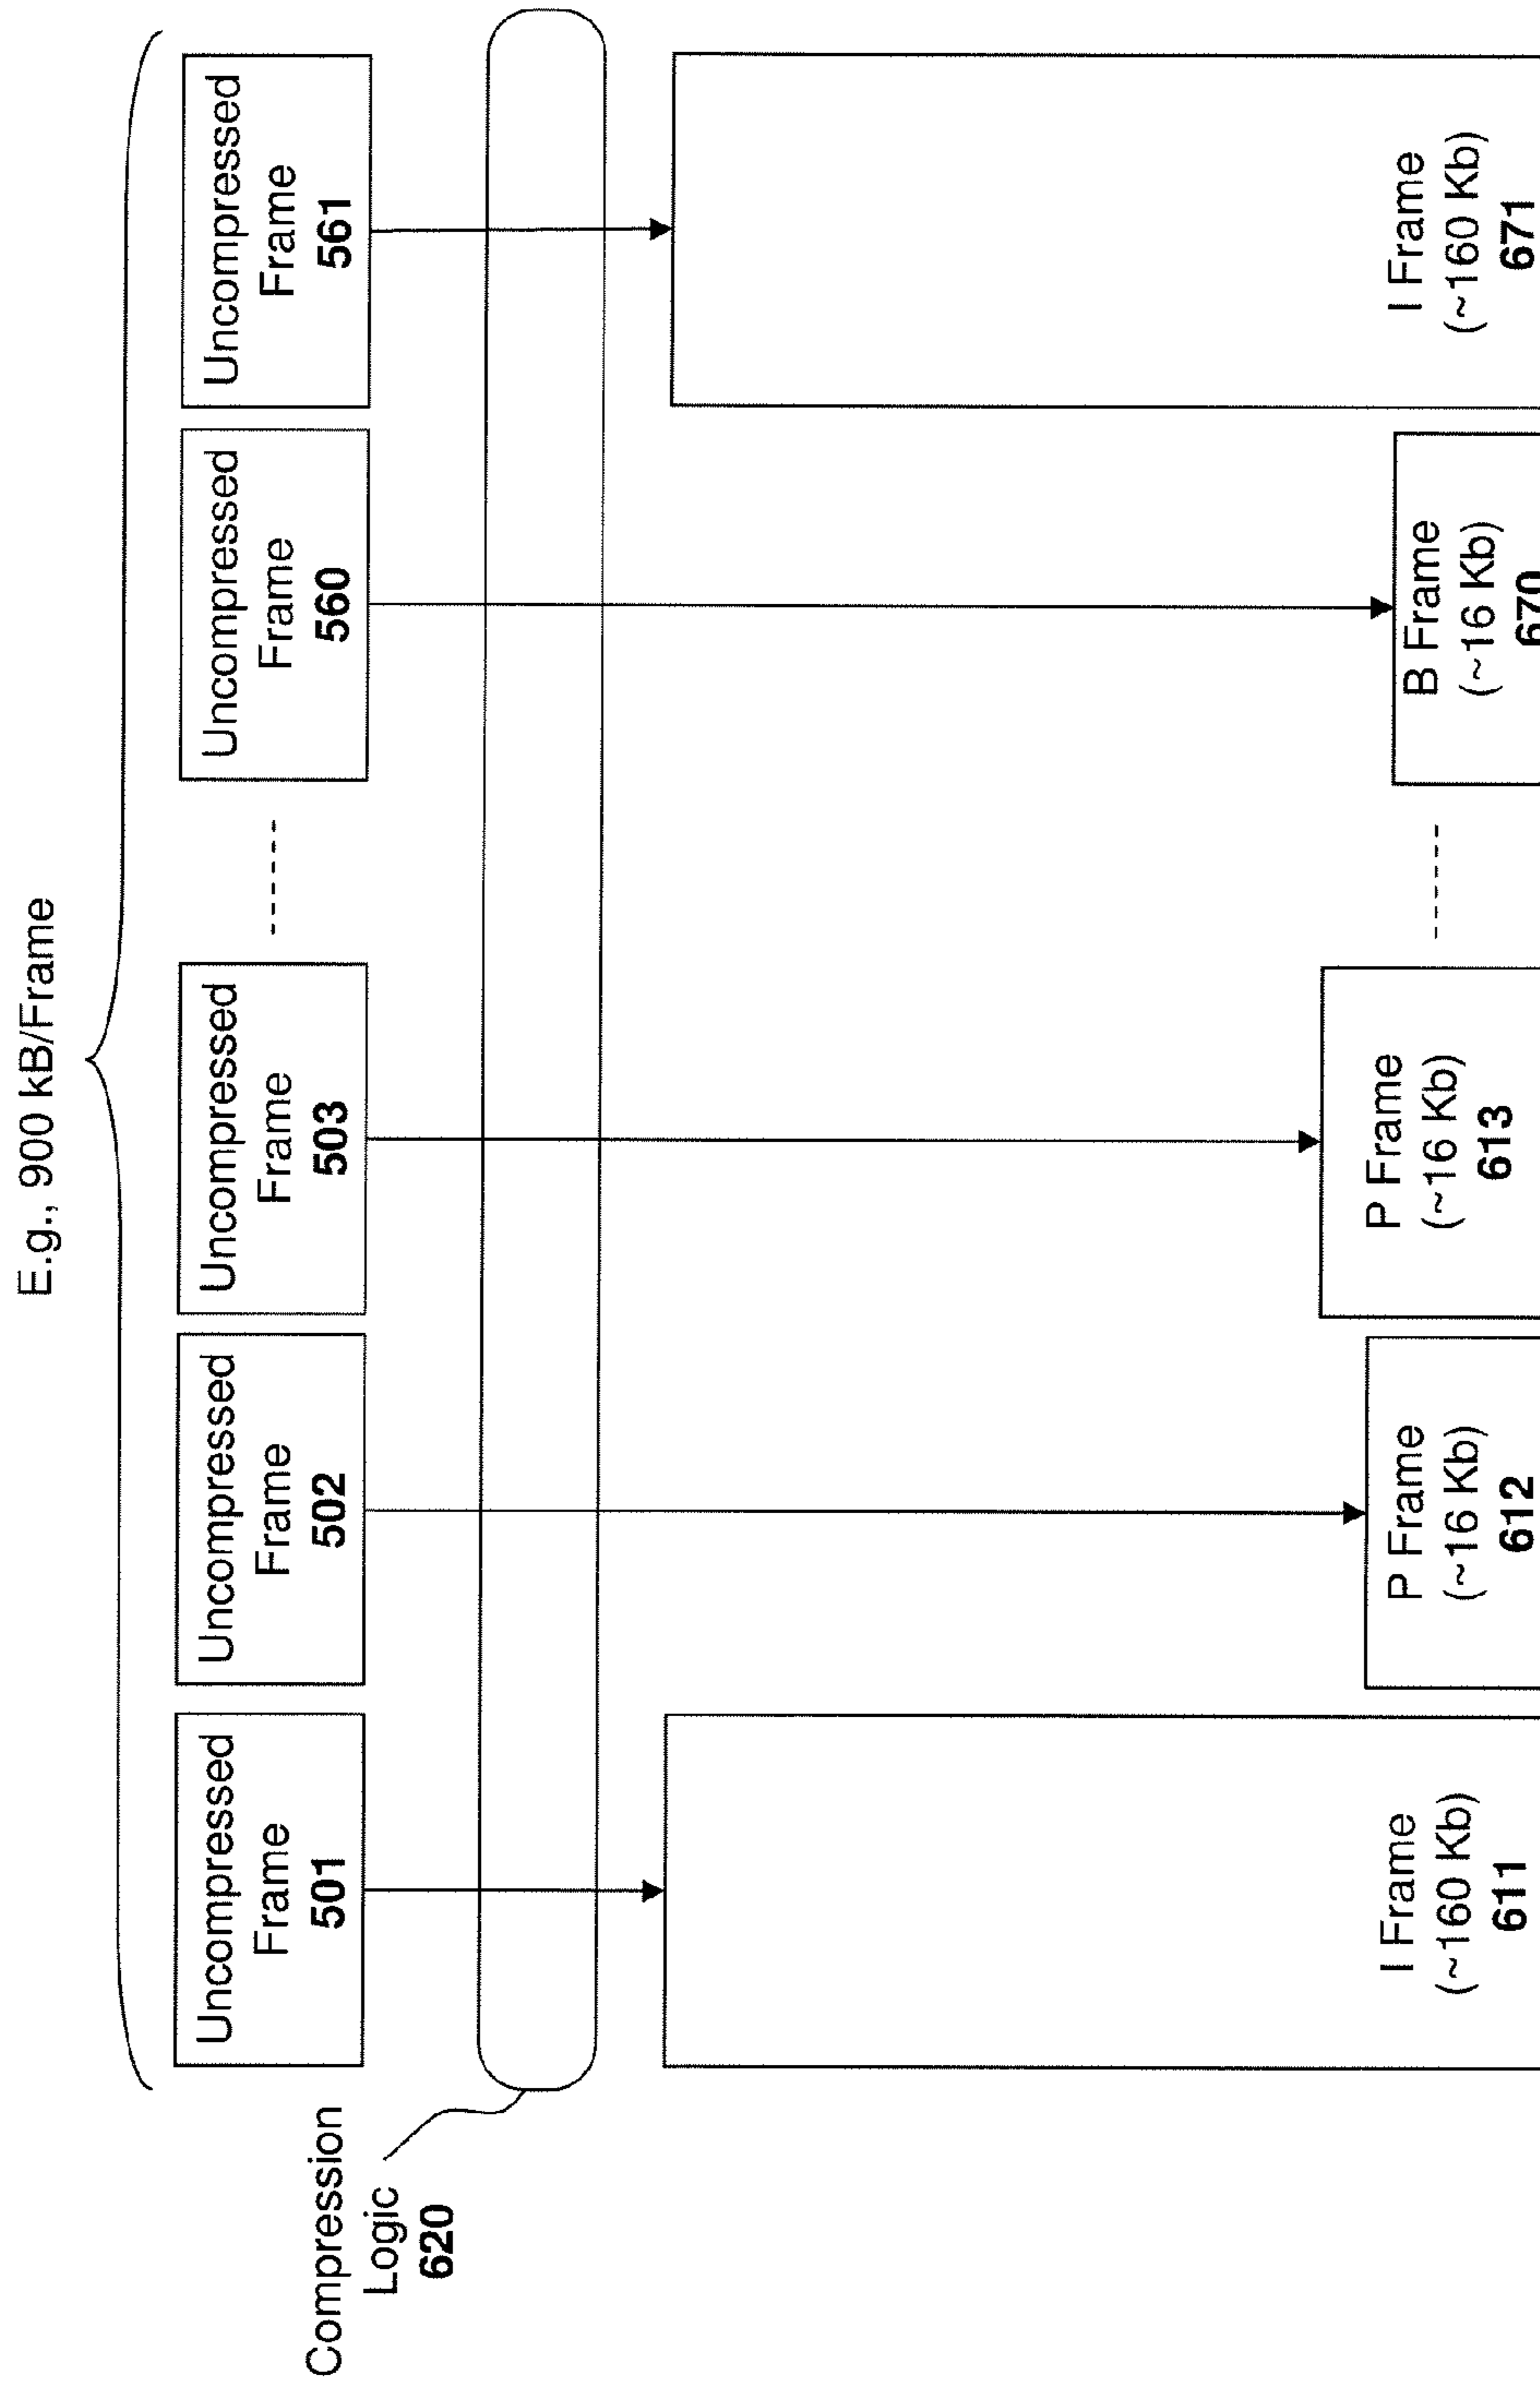 E.g., 900 kB/Frame
Uncompressed
Frame
501
Uncompressed
Frame
502
Uncompressed
Frame
503
Uncompressed
Frame
560
Uncompressed
Frame
561
Compression
Logic
620
I Frame
(~160 Kb)
611
P Frame
(~16 Kb)
612
P Frame
(~16 Kb)
613
B Frame
(~16 Kb)
670
I Frame
(~160 Kb)
671